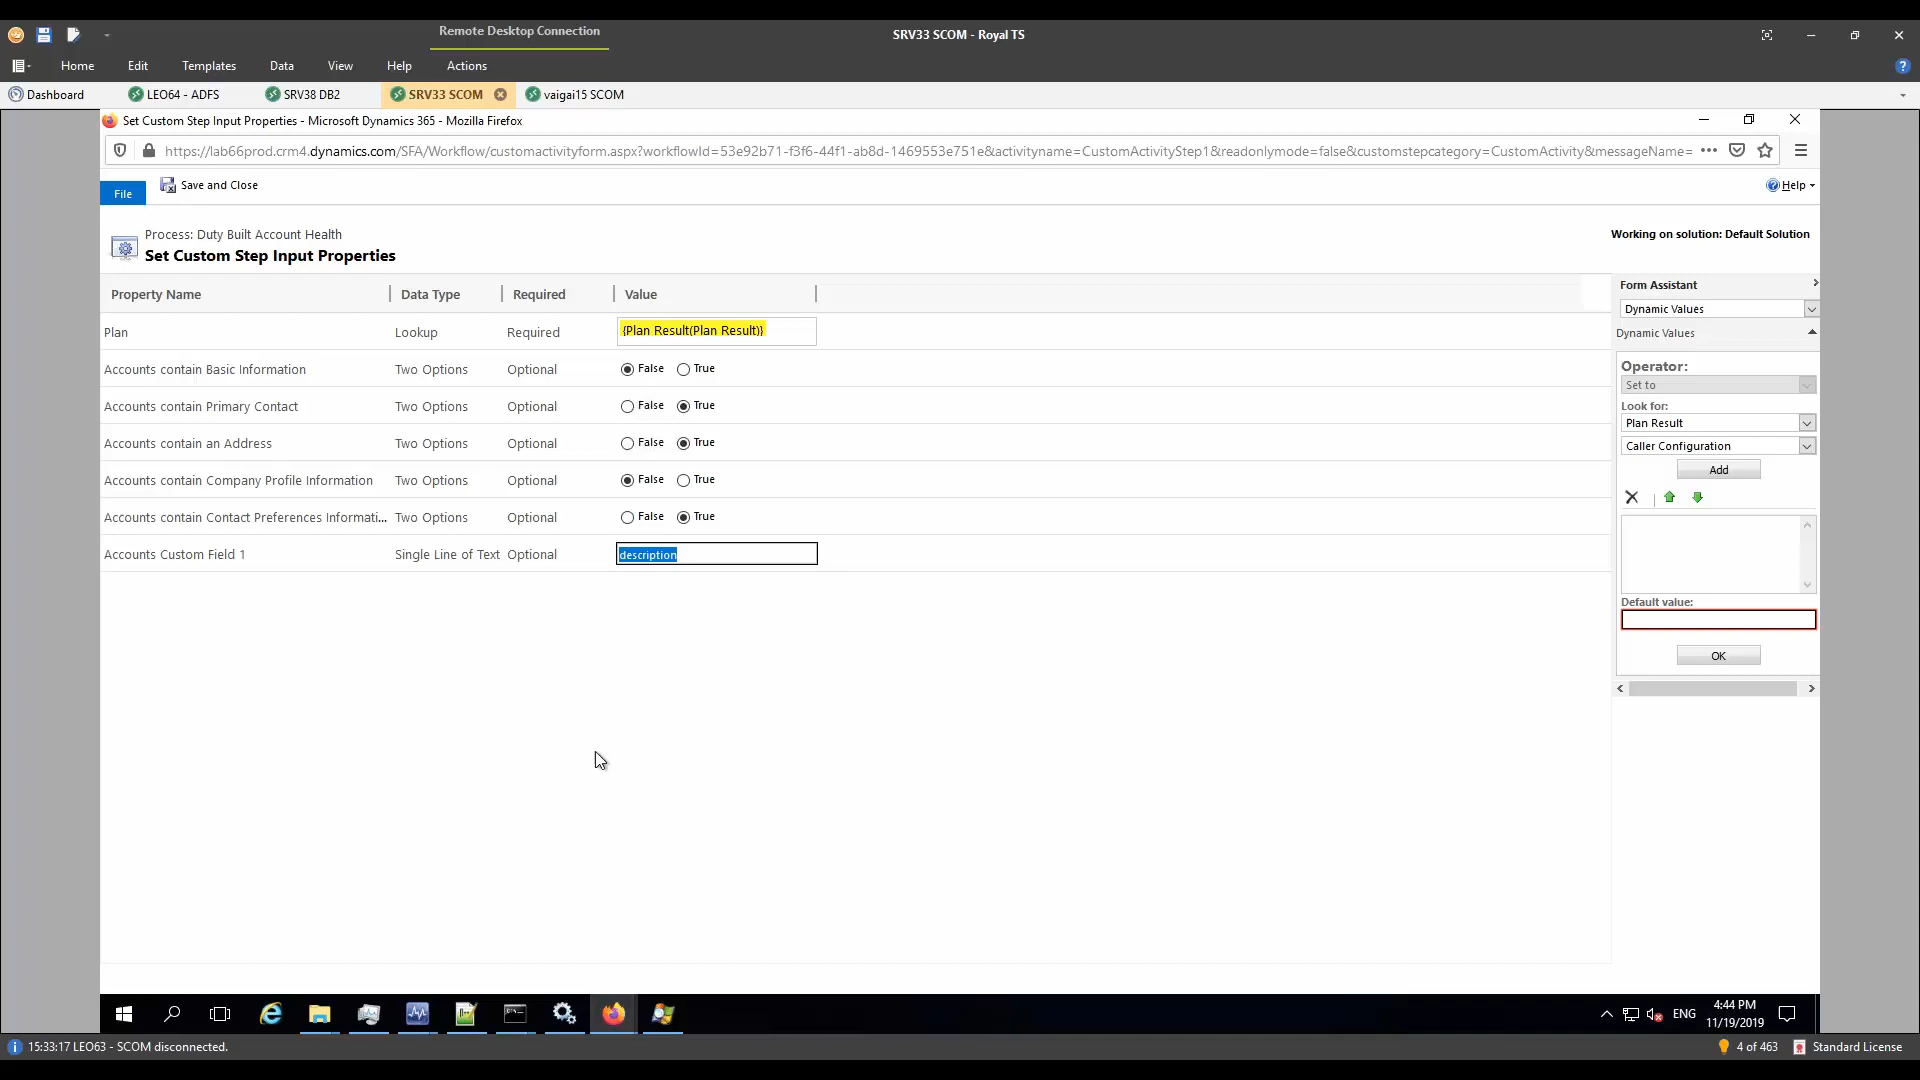 Remote Desktop Connection
SRV33 SCOM - Royal TS
Home Edit Templates Data View Help Actions
Dashboard LEO64 - ADFS SRV38 DB2 SRV33 SCOM vaigai15 SCOM
Set Custom Step Input Properties - Microsoft Dynamics 365 - Mozilla Firefox
https://lab66prod.crm4.dynamics.com/SFA/Workflow/customactivityform.aspx?workflowId=53e92b71-f3f6-44f1-ab8d-1469553e751e&activityname=CustomActivityStep1&readonlymode=false&customstepcategory=CustomActivity&messageName=
File Save and Close Help
Process: Duty Built Account Health
Set Custom Step Input Properties
Working on solution: Default Solution
Property Name Data Type Required Value
Plan Lookup Required {Plan Result(Plan Result)}
Accounts contain Basic Information Two Options Optional False True
Accounts contain Primary Contact Two Options Optional False True
Accounts contain an Address Two Options Optional False True
Accounts contain Company Profile Information Two Options Optional False True
Accounts contain Contact Preferences Informati... Two Options Optional False True
Accounts Custom Field 1 Single Line of Text Optional description
Form Assistant
Dynamic Values
Dynamic Values
Operator:
Set to
Look for:
Plan Result
Caller Configuration
Add
Default value:
OK
ENG
4:44 PM
11/19/2019
15:33:17 LEO63 - SCOM disconnected.
4 of 463 Standard License